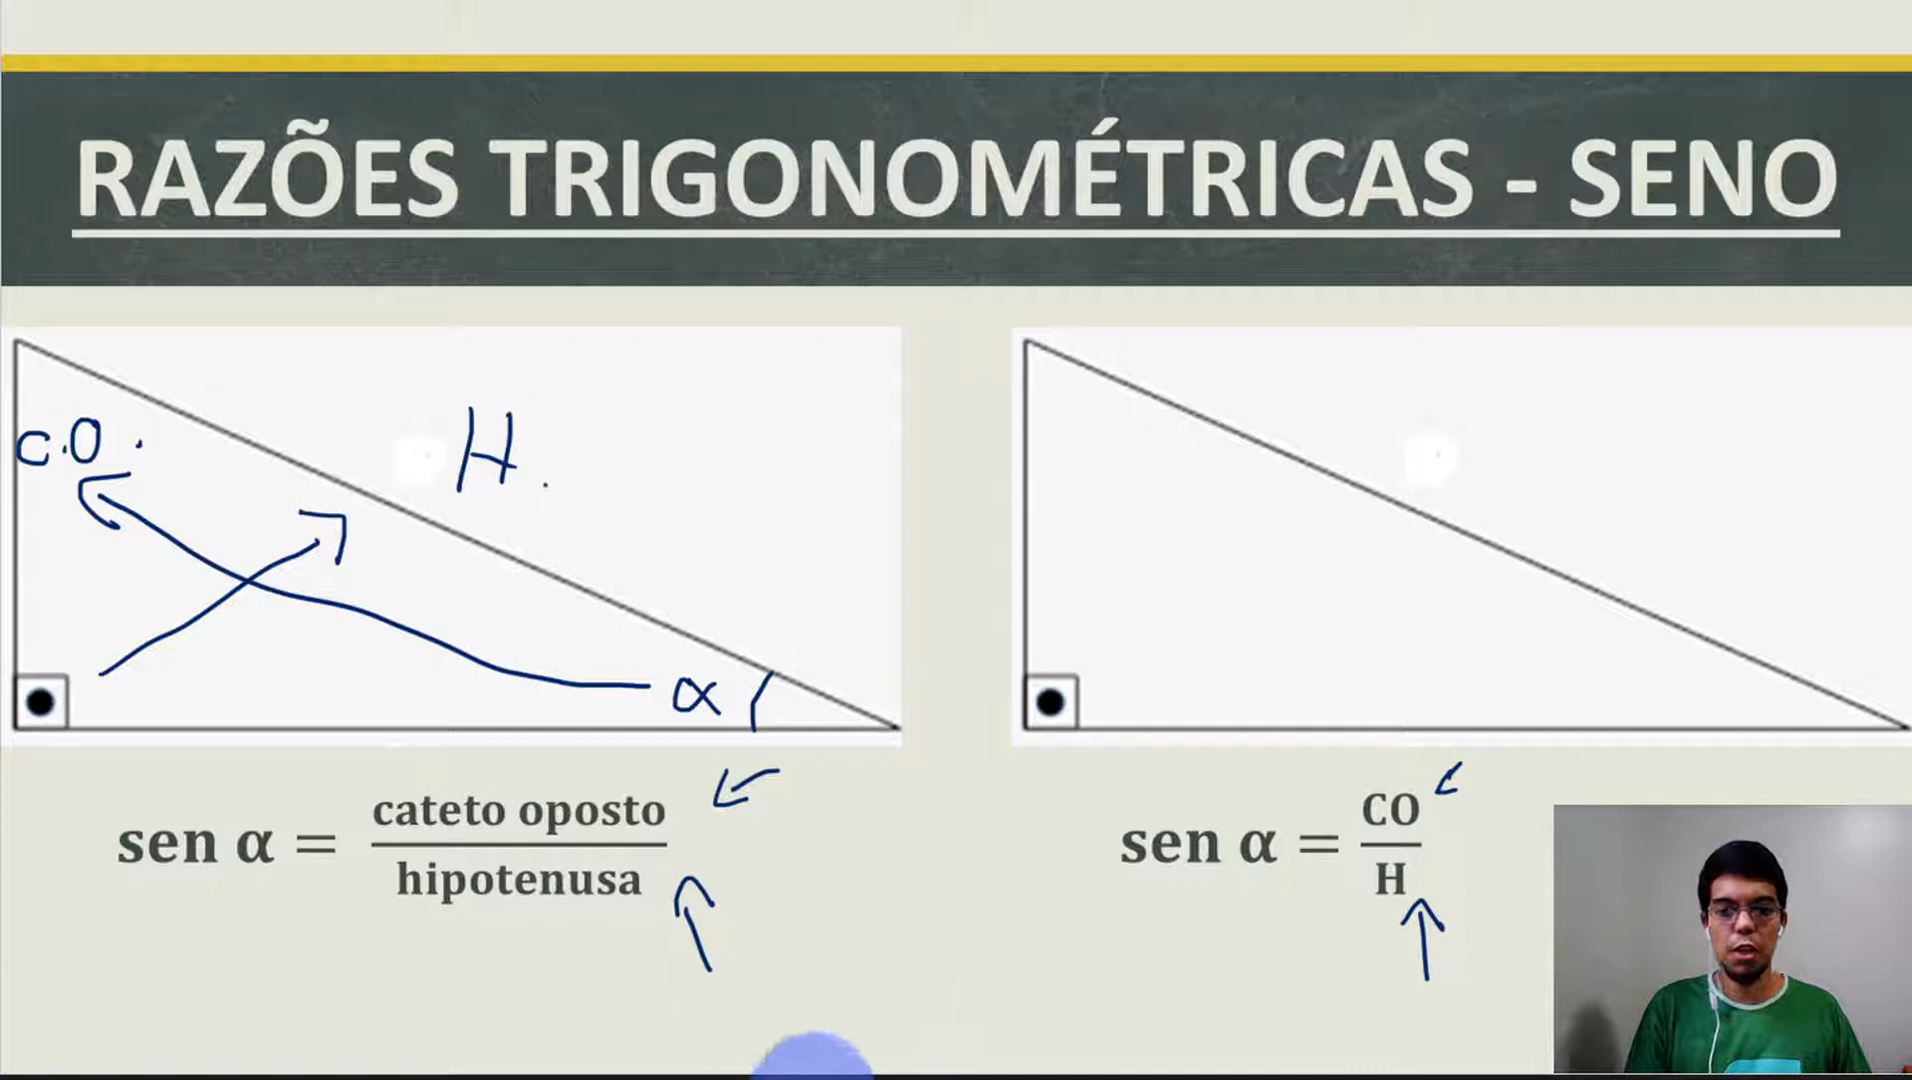 RAZÕES TRIGONOMÉTRICAS - SENO
C.O.
H.
α
sen α = cateto oposto / hipotenusa
sen α = CO / H